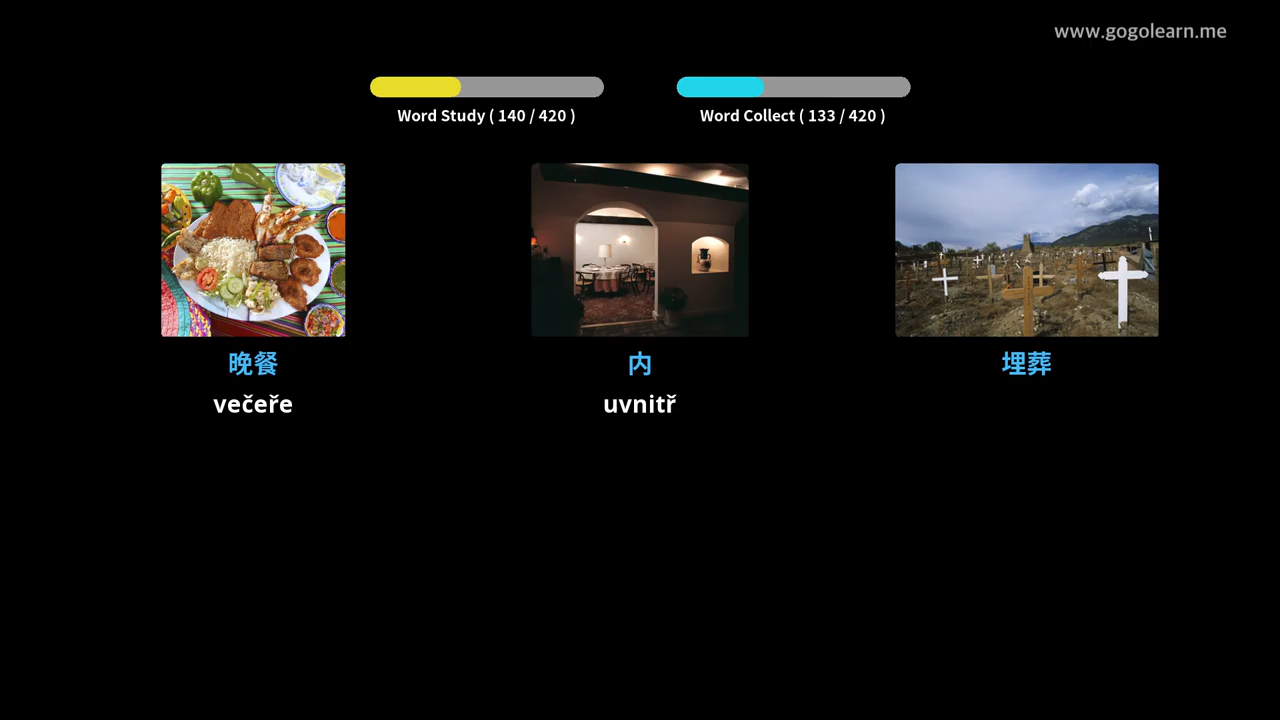 www.gogolearn.me
Word Study ( 140 / 420 )
Word Collect ( 133 / 420 )
晚餐
内
埋葬
večeře
uvnitř